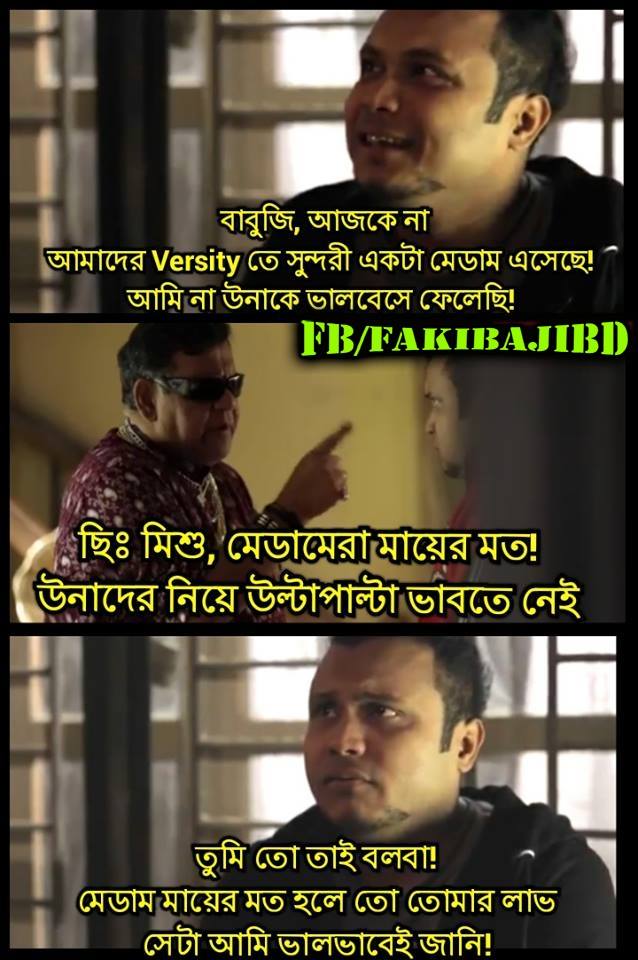 বাবুজি, আজকে না
আমাদের Versity তে সুন্দরী একটা মেডাম এসেছে!
আমি না উনাকে ভালবেসে ফেলেছি!
FB/FAKIBAJIBD
ছিঃ মিশু, মেডামেরা মায়ের মত!
উনাদের নিয়ে উল্টাপাল্টা ভাবতে নেই
তুমি তো তাই বলবা!
মেডাম মায়ের মত হলে তো তোমার লাভ
সেটা আমি ভালভাবেই জানি!